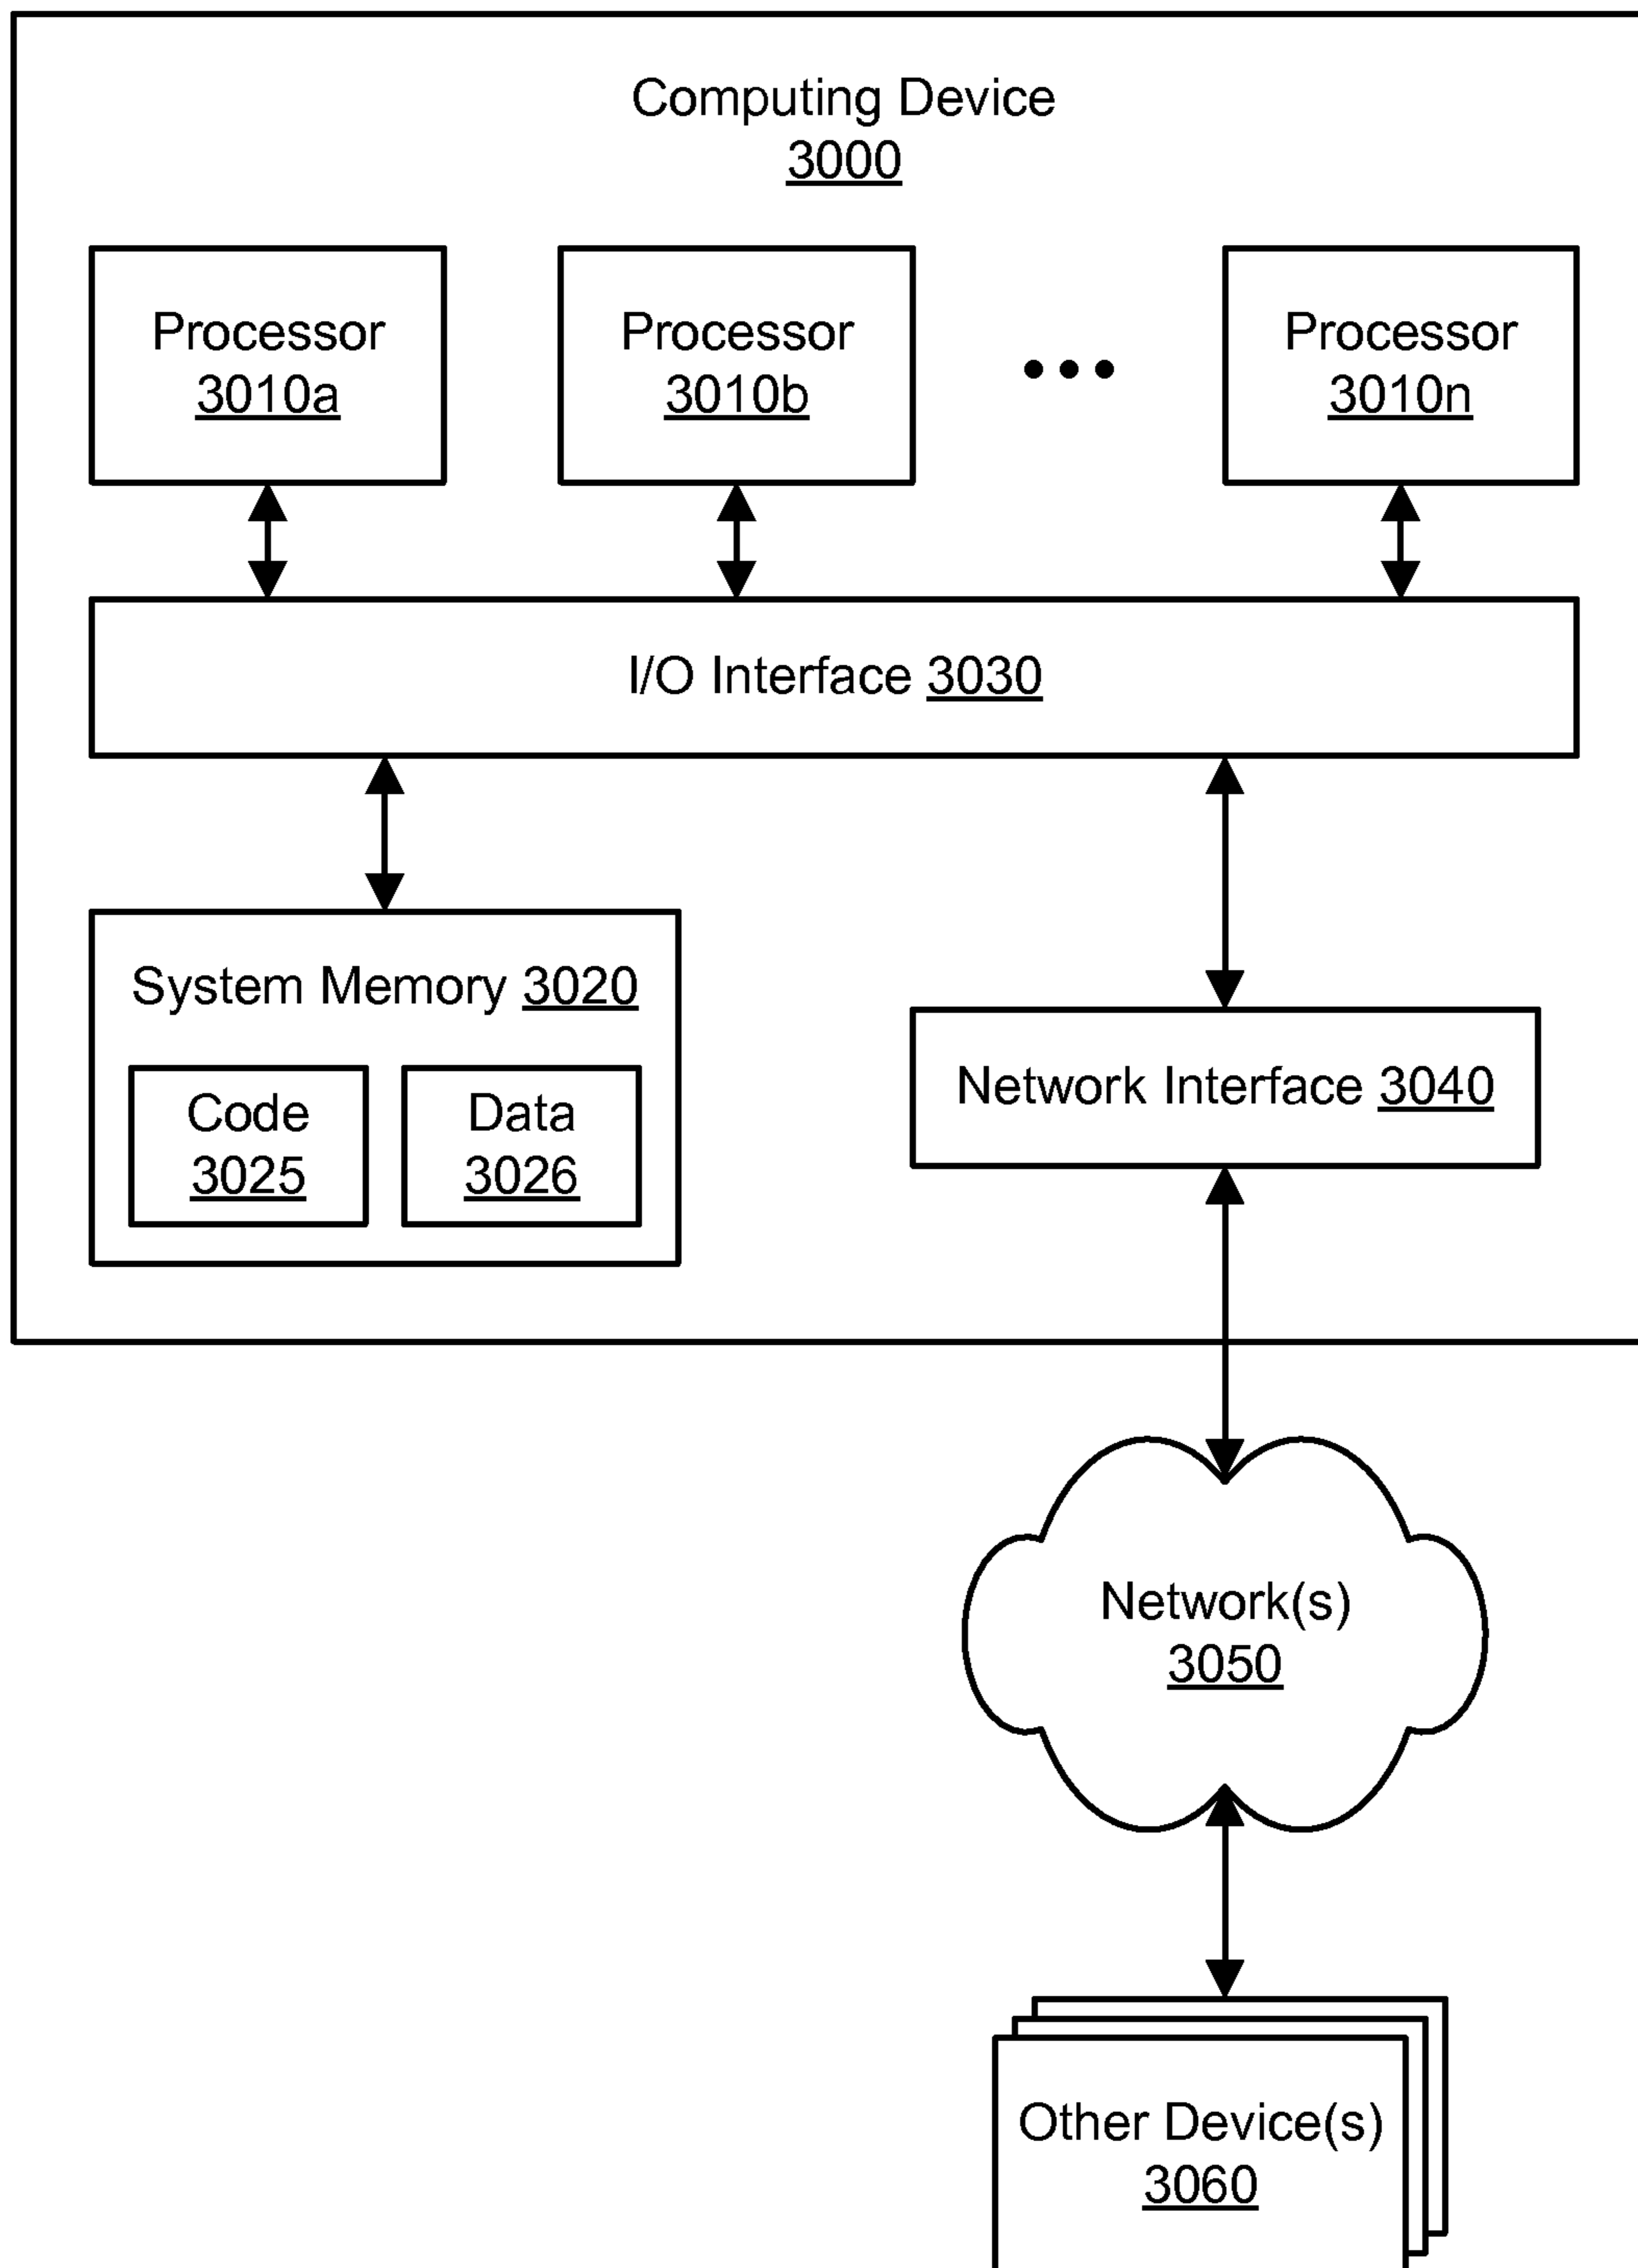 Computing Device
3000
Processor
3010a
Processor
3010b
Processor
3010n
I/O Interface 3030
System Memory 3020
Code
3025
Data
3026
Network Interface 3040
Network(s)
3050
Other Device(s)
3060